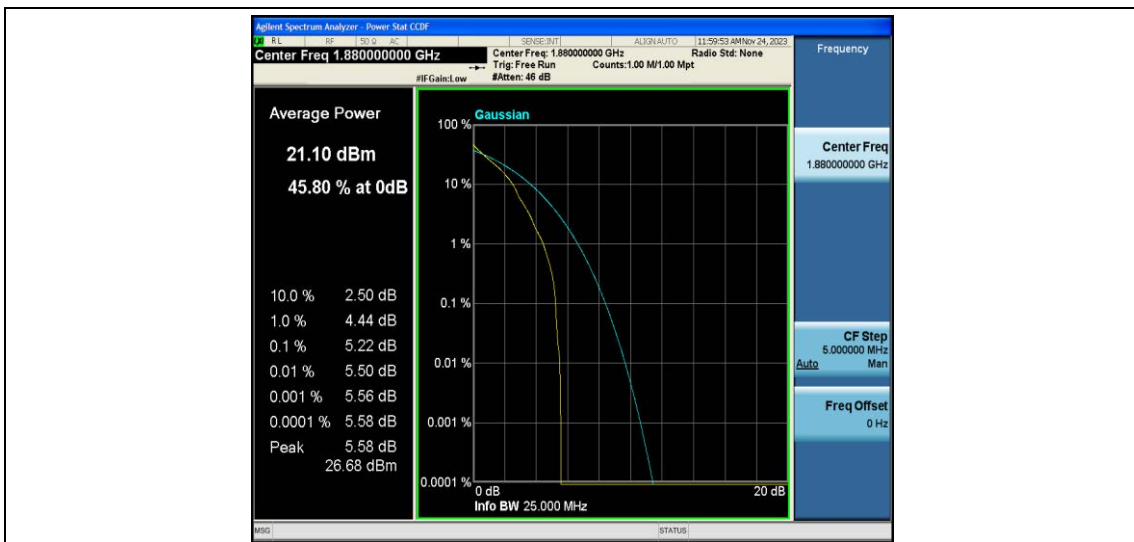 Agilent Spectrum Analyzer - Power Stat CCDF
RL RF 50 Ω AC SENSE:INT ALIGN AUTO 11:59:53 AM Nov 24, 2023
Center Freq 1.880000000 GHz
Center Freq: 1.880000000 GHz Radio Std: None
Trig: Free Run Counts:1.00 M/1.00 Mpt
#IFGain:Low #Atten: 46 dB
Frequency
Average Power
21.10 dBm
45.80 % at 0dB
10.0 % 2.50 dB
1.0 % 4.44 dB
0.1 % 5.22 dB
0.01 % 5.50 dB
0.001 % 5.56 dB
0.0001 % 5.58 dB
Peak 5.58 dB
26.68 dBm
Gaussian
100 %
10 %
1 %
0.1 %
0.01 %
0.001 %
0.0001 %
0 dB 20 dB
Info BW 25.000 MHz
Center Freq
1.880000000 GHz
CF Step
5.000000 MHz
Auto Man
Freq Offset
0 Hz
MSG STATUS